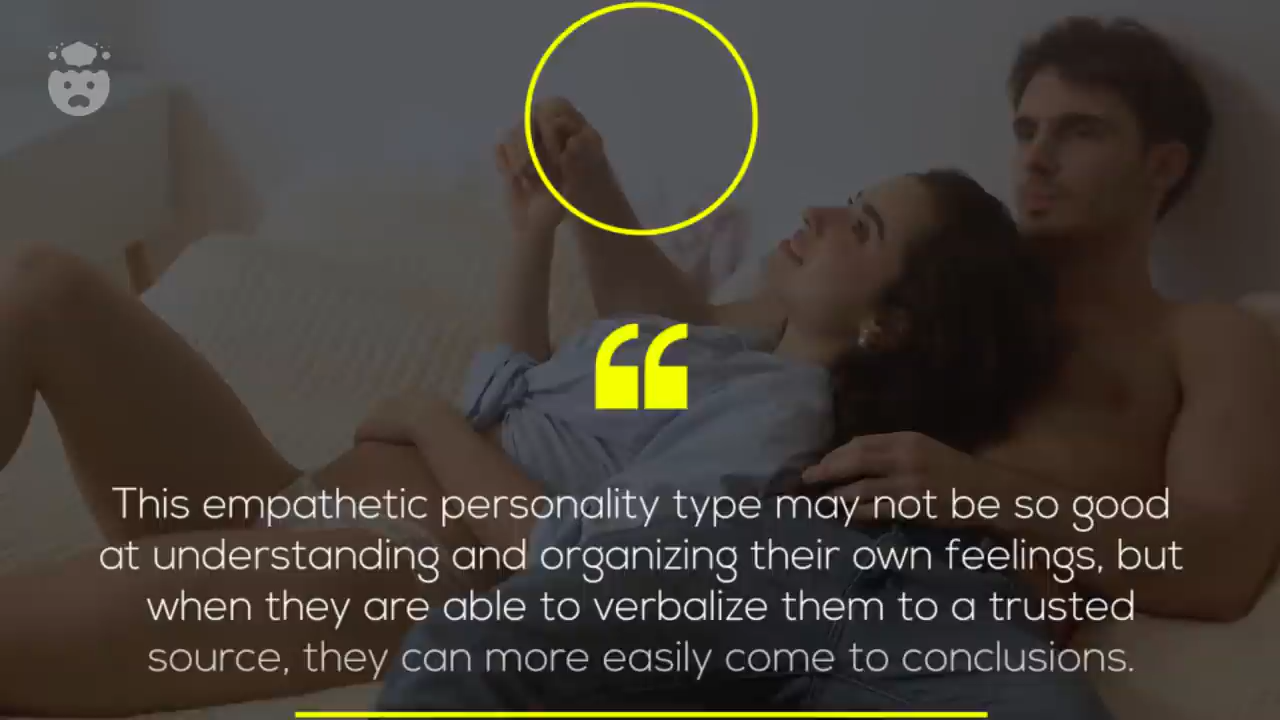 This empathetic personality type may not be so good
at understanding and organizing their own feelings, but
when they are able to verbalize them to a trusted
source, they can more easily come to conclusions.